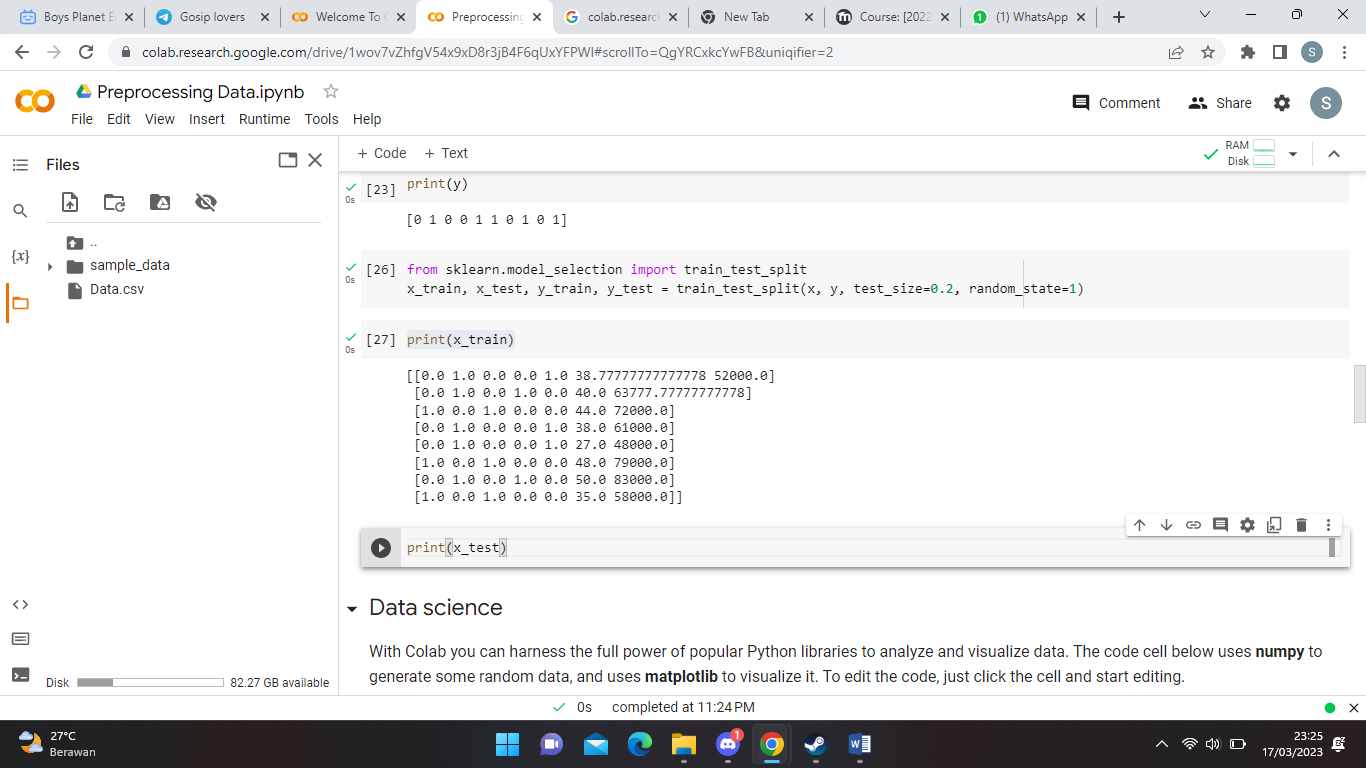 Boys Planet E
Gosip lovers
Welcome To C
Preprocessing
colab.research
New Tab
Course: [2022
(1) WhatsApp
colab.research.google.com/drive/1wov7vZhfgV54x9xD8r3jB4F6qUxYFPWI#scrollTo=QgYRCxkcYwFB&uniqifier=2
S
Preprocessing Data.ipynb
File Edit View Insert Runtime Tools Help
Comment
Share
S
Files
+ Code + Text
RAM
Disk
..
sample_data
Data.csv
{x}
[23] print(y)
0s
[0 1 0 0 1 1 0 1 0 1]
[26] from sklearn.model_selection import train_test_split
0s
x_train, x_test, y_train, y_test = train_test_split(x, y, test_size=0.2, random_state=1)
[27] print(x_train)
0s
[[0.0 1.0 0.0 0.0 1.0 38.77777777777778 52000.0]
[0.0 1.0 0.0 1.0 0.0 40.0 63777.77777777778]
[1.0 0.0 1.0 0.0 0.0 44.0 72000.0]
[0.0 1.0 0.0 0.0 1.0 38.0 61000.0]
[0.0 1.0 0.0 0.0 1.0 27.0 48000.0]
[1.0 0.0 1.0 0.0 0.0 48.0 79000.0]
[0.0 1.0 0.0 1.0 0.0 50.0 83000.0]
[1.0 0.0 1.0 0.0 0.0 35.0 58000.0]]
print(x_test)
Data science
With Colab you can harness the full power of popular Python libraries to analyze and visualize data. The code cell below uses numpy to
generate some random data, and uses matplotlib to visualize it. To edit the code, just click the cell and start editing.
Disk 82.27 GB available
0s completed at 11:24 PM
27°C
Berawan
1
23:25
17/03/2023